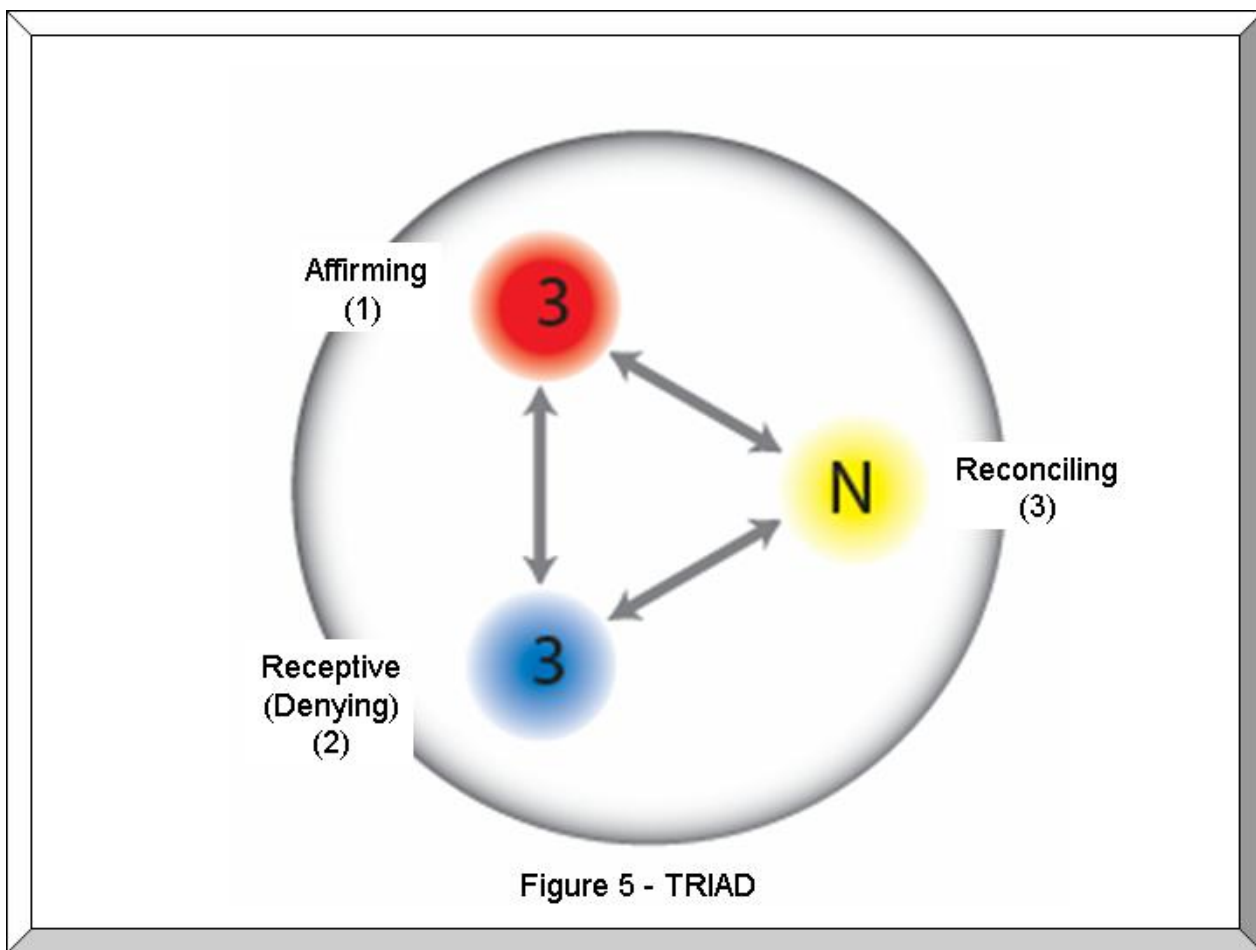 Affirming
(1)
3
N
Reconciling
(3)
3
Receptive
(Denying)
(2)
Figure 5 - TRIAD